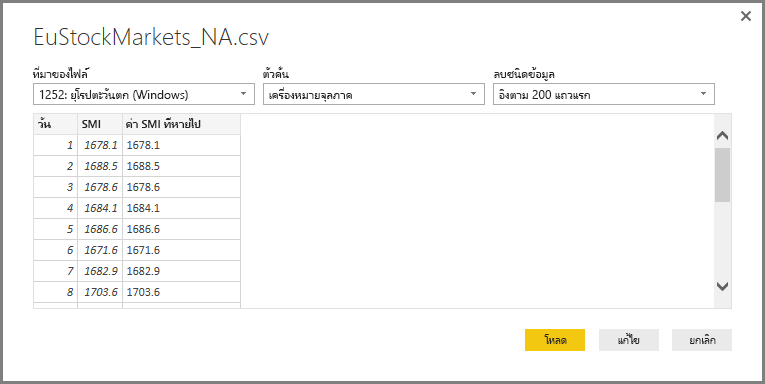 EuStockMarkets_NA.csv
ที่มาของไฟล์ ตัวคั่น ลบชนิดข้อมูล
1252: ยุโรปตะวันตก (Windows) เครื่องหมายจุลภาค อิงตาม 200 แถวแรก
วัน SMI ค่า SMI ที่หายไป
1 1678.1 1678.1
2 1688.5 1688.5
3 1678.6 1678.6
4 1684.1 1684.1
5 1686.6 1686.6
6 1671.6 1671.6
7 1682.9 1682.9
8 1703.6 1703.6
โหลด แก้ไข ยกเลิก